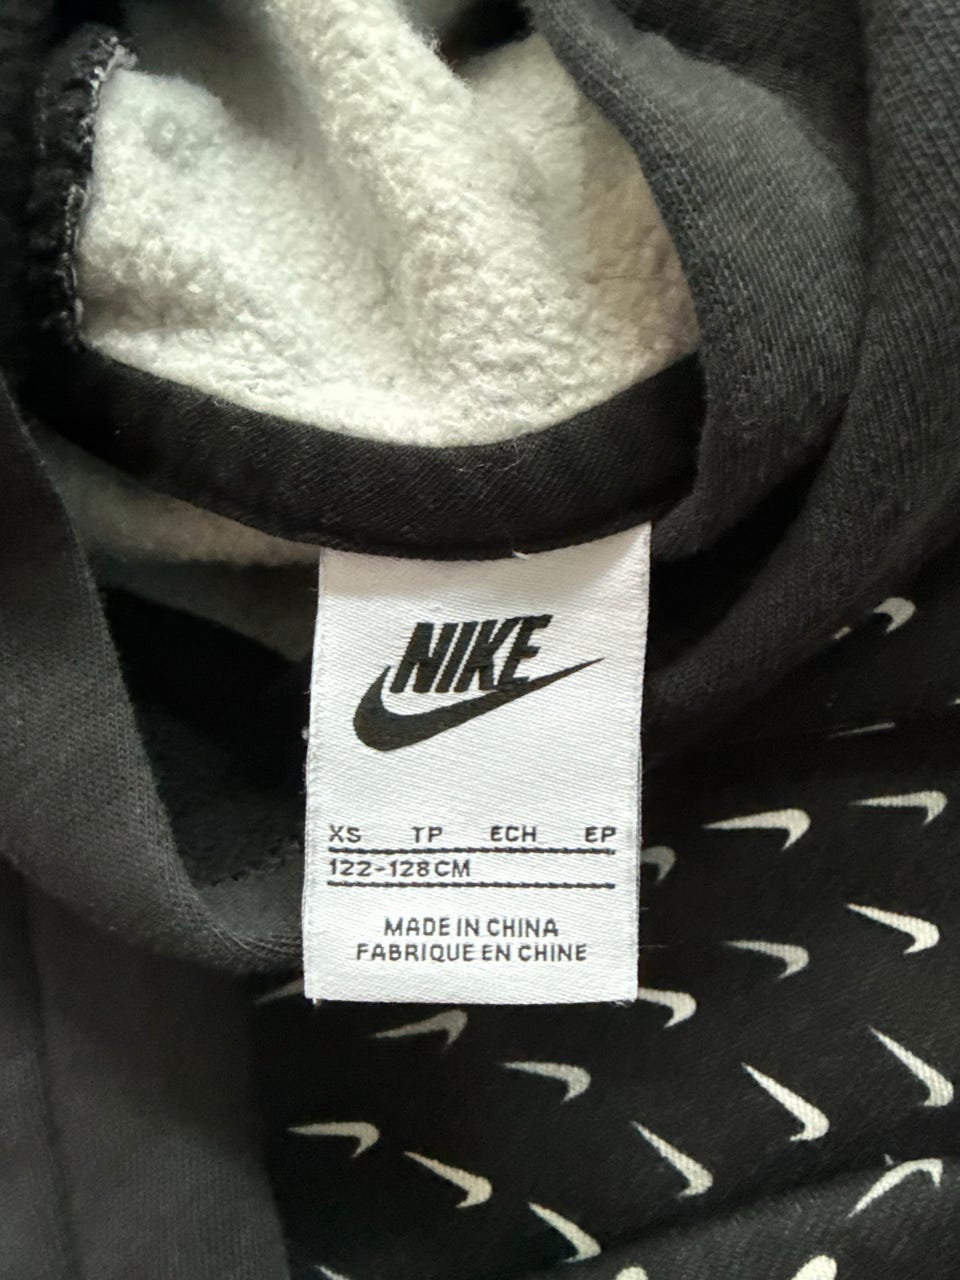 NIKE
XS TP ECH EP
122-128CM
MADE IN CHINA
FABRIQUE EN CHINE